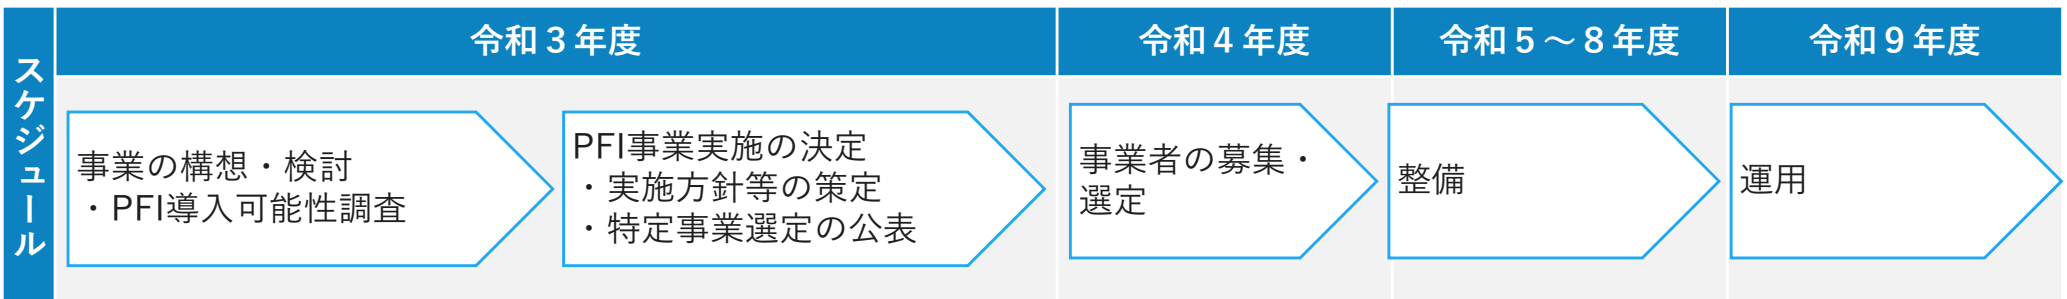 スケジュール
令和３年度
令和４年度
令和５～８年度
令和９年度
事業の構想・検討
・PFI導入可能性調査
PFI事業実施の決定
・実施方針等の策定
・特定事業選定の公表
事業者の募集・
選定
整備
運用